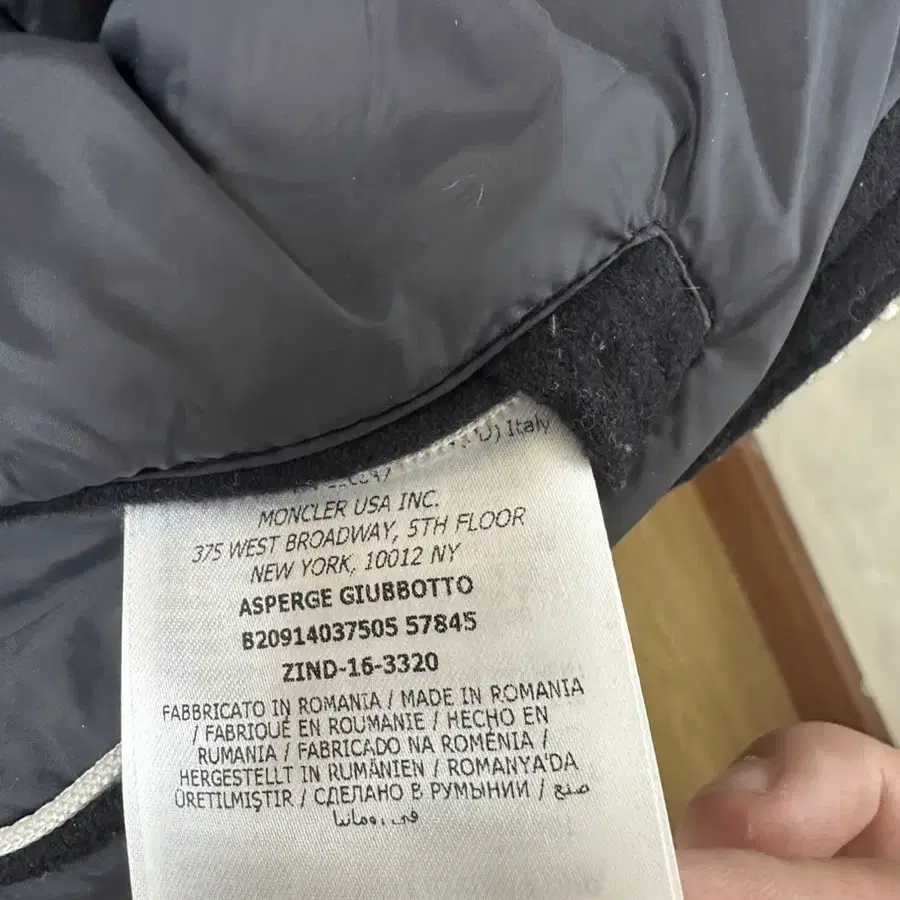 Italy
MONCLER USA INC.
375 WEST BROADWAY, 5TH FLOOR
NEW YORK, 10012 NY
ASPERGE GIUBBOTTO
B20914037505 57845
ZIND-16-3320
FABBRICATO IN ROMANIA / MADE IN ROMANIA
/ FABRIQUÉ EN ROUMANIE / HECHO EN
RUMANIA / FABRICADO NA ROMÉNIA /
HERGESTELLT IN RUMÄNIEN / ROMANYA'DA
ÜRETILMIŞTIR / СДЕЛАНО В РУМЫНИИ / صنع
في رومانيا